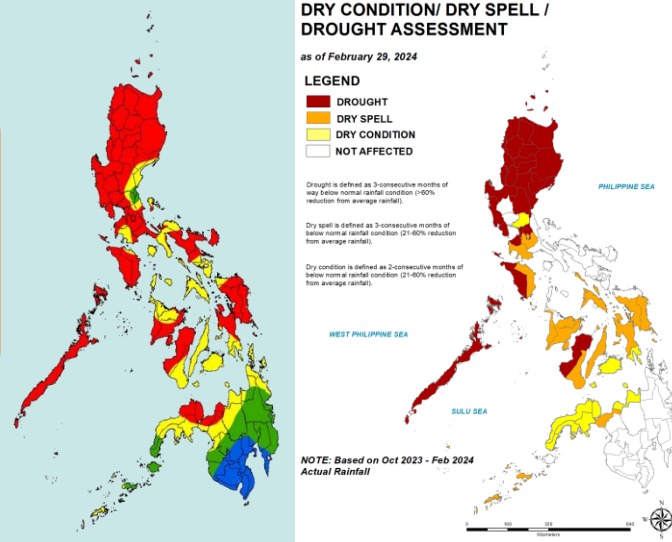 DRY CONDITION/ DRY SPELL /
DROUGHT ASSESSMENT
as of February 29, 2024
LEGEND
DROUGHT
DRY SPELL
DRY CONDITION
NOT AFFECTED
Drought is defined as 3-consecutive months of
way below normal rainfall condition (>60%
reduction from average rainfall).
Dry spell is defined as 3-consecutive months of
below normal rainfall condition (21-60% reduction
from average rainfall).
Dry condition is defined as 2-consecutive months of
below normal rainfall condition (21-60% reduction
from average rainfall).
PHILIPPINE SEA
WEST PHILIPPINE SEA
SULU SEA
NOTE: Based on Oct 2023 - Feb 2024
Actual Rainfall
N
W
Kilometers